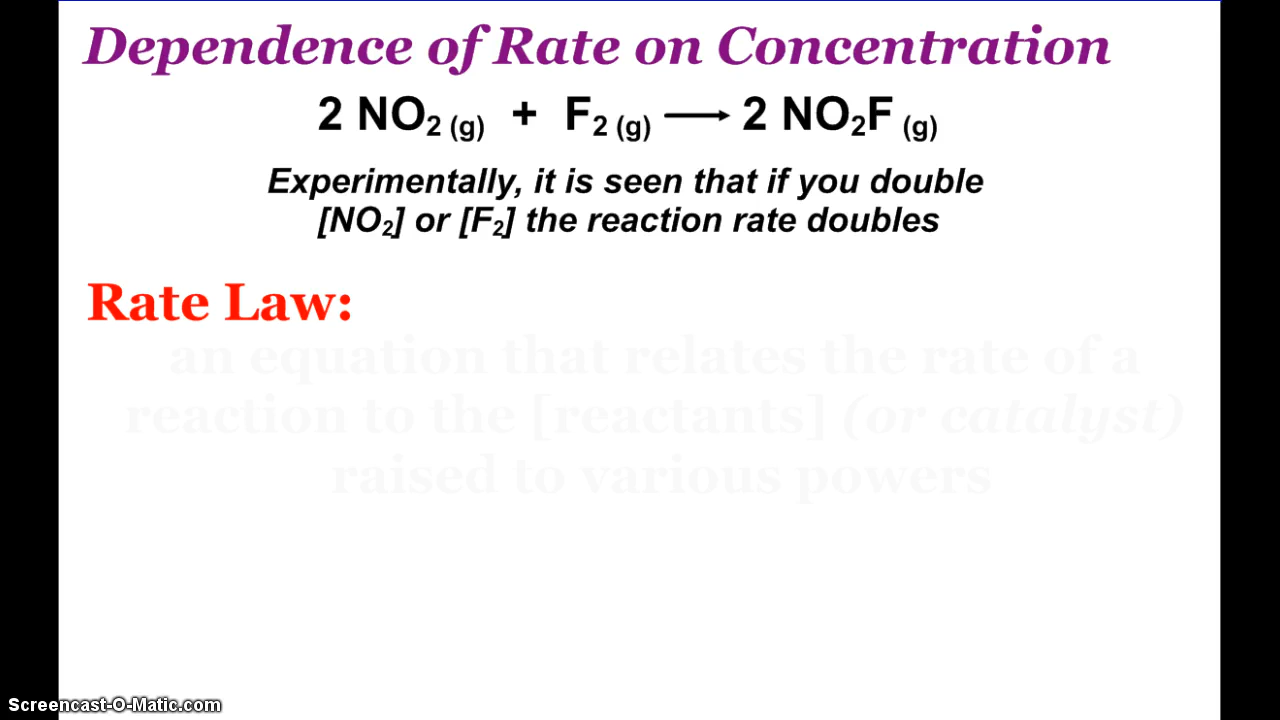 Dependence of Rate on Concentration
2 NO₂ (g) + F₂ (g) ⟶ 2 NO₂F (g)
Experimentally, it is seen that if you double
[NO₂] or [F₂] the reaction rate doubles
Rate Law:
an equation that relates the rate of a
reaction to the [reactants] (or catalyst)
raised to various powers
Screencast-O-Matic.com